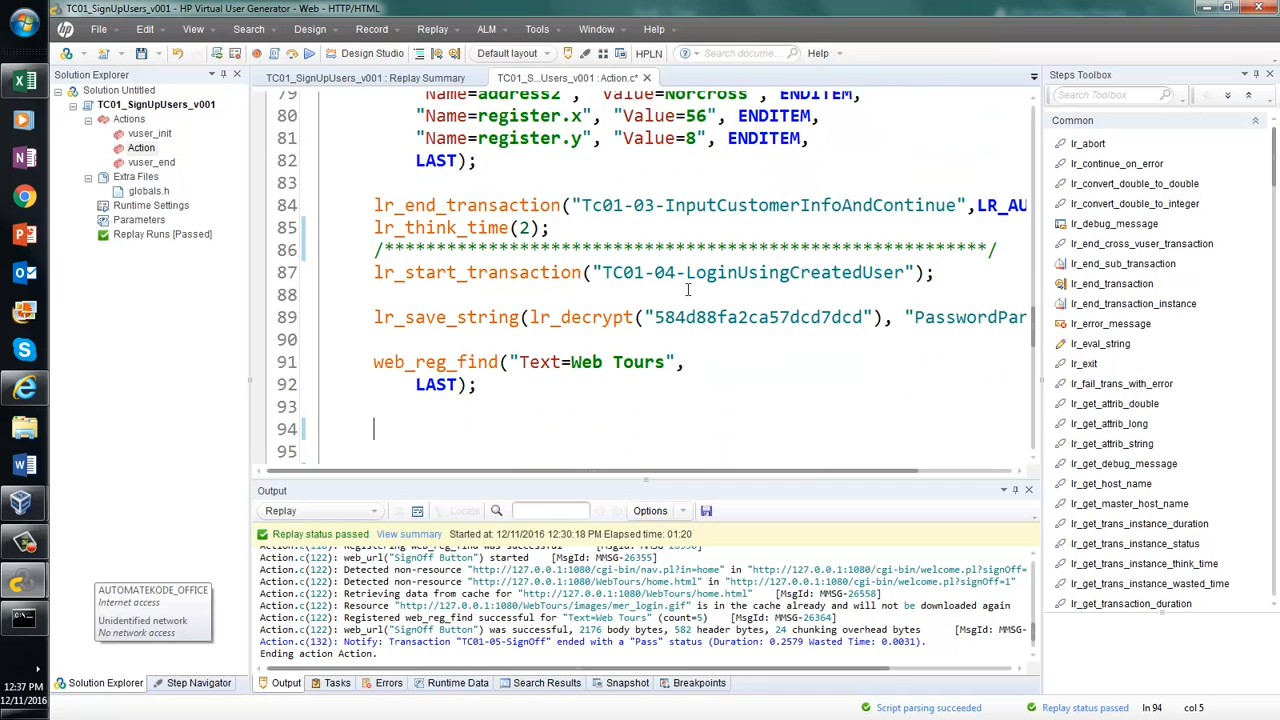 TC01_SignUpUsers_v001 - HP Virtual User Generator - Web - HTTP/HTML
File Edit View Search Design Record Replay ALM Tools Window Help
Design Studio Default layout HPLN Search docume... Help
Solution Explorer
Solution Untitled
TC01_SignUpUsers_v001
Actions
vuser_init
Action
vuser_end
Extra Files
globals.h
Runtime Settings
Parameters
Replay Runs [Passed]
AUTOMATEKODE_OFFICE
Internet access
Unidentified network
No network access
Solution Explorer Step Navigator
12:37 PM
12/11/2016
TC01_SignUpUsers_v001 : Replay Summary TC01_S...Users_v001 : Action.c*
79 "Name=address2", "Value=Norcross", ENDITEM,
80 "Name=register.x", "Value=56", ENDITEM,
81 "Name=register.y", "Value=8", ENDITEM,
82 LAST);
83
84 lr_end_transaction("Tc01-03-InputCustomerInfoAndContinue",LR_AU
85 lr_think_time(2);
86 /**********************************************************/
87 lr_start_transaction("TC01-04-LoginUsingCreatedUser");
88
89 lr_save_string(lr_decrypt("584d88fa2ca57dcd7dcd"), "PasswordPar
90
91 web_reg_find("Text=Web Tours",
92 LAST);
93
94
95
Output
Replay Locate Options
Replay status passed View summary Started at: 12/11/2016 12:30:18 PM Elapsed time: 01:20
Action.c(122): web_url("SignOff Button") started [MsgId: MMSG-26355]
Action.c(122): Detected non-resource "http://127.0.0.1:1080/cgi-bin/nav.pl?in=home" in "http://127.0.0.1:1080/cgi-bin/welcome.pl?signOff=
Action.c(122): Detected non-resource "http://127.0.0.1:1080/WebTours/home.html" in "http://127.0.0.1:1080/cgi-bin/welcome.pl?signOff=1"
Action.c(122): Retrieving data from cache for "http://127.0.0.1:1080/WebTours/home.html" [MsgId: MMSG-26558]
Action.c(122): Resource "http://127.0.0.1:1080/WebTours/images/mer_login.gif" is in the cache already and will not be downloaded again
Action.c(122): Registered web_reg_find successful for "Text=Web Tours" (count=5) [MsgId: MMSG-26364]
Action.c(122): web_url("SignOff Button") was successful, 2176 body bytes, 582 header bytes, 24 chunking overhead bytes [MsgId: MMSG-
Action.c(122): Notify: Transaction "TC01-05-SignOff" ended with a "Pass" status (Duration: 0.2579 Wasted Time: 0.0031).
Ending action Action.
Output Tasks Errors Runtime Data Search Results Snapshot Breakpoints
Script parsing succeeded Replay status passed ln 94 col 5
Steps Toolbox
Search Toolbox
Common
lr_abort
lr_continue_on_error
lr_convert_double_to_double
lr_convert_double_to_integer
lr_debug_message
lr_end_cross_vuser_transaction
lr_end_sub_transaction
lr_end_transaction
lr_end_transaction_instance
lr_error_message
lr_eval_string
lr_exit
lr_fail_trans_with_error
lr_get_attrib_double
lr_get_attrib_long
lr_get_attrib_string
lr_get_debug_message
lr_get_host_name
lr_get_master_host_name
lr_get_trans_instance_duration
lr_get_trans_instance_status
lr_get_trans_instance_think_time
lr_get_trans_instance_wasted_time
lr_get_transaction_duration